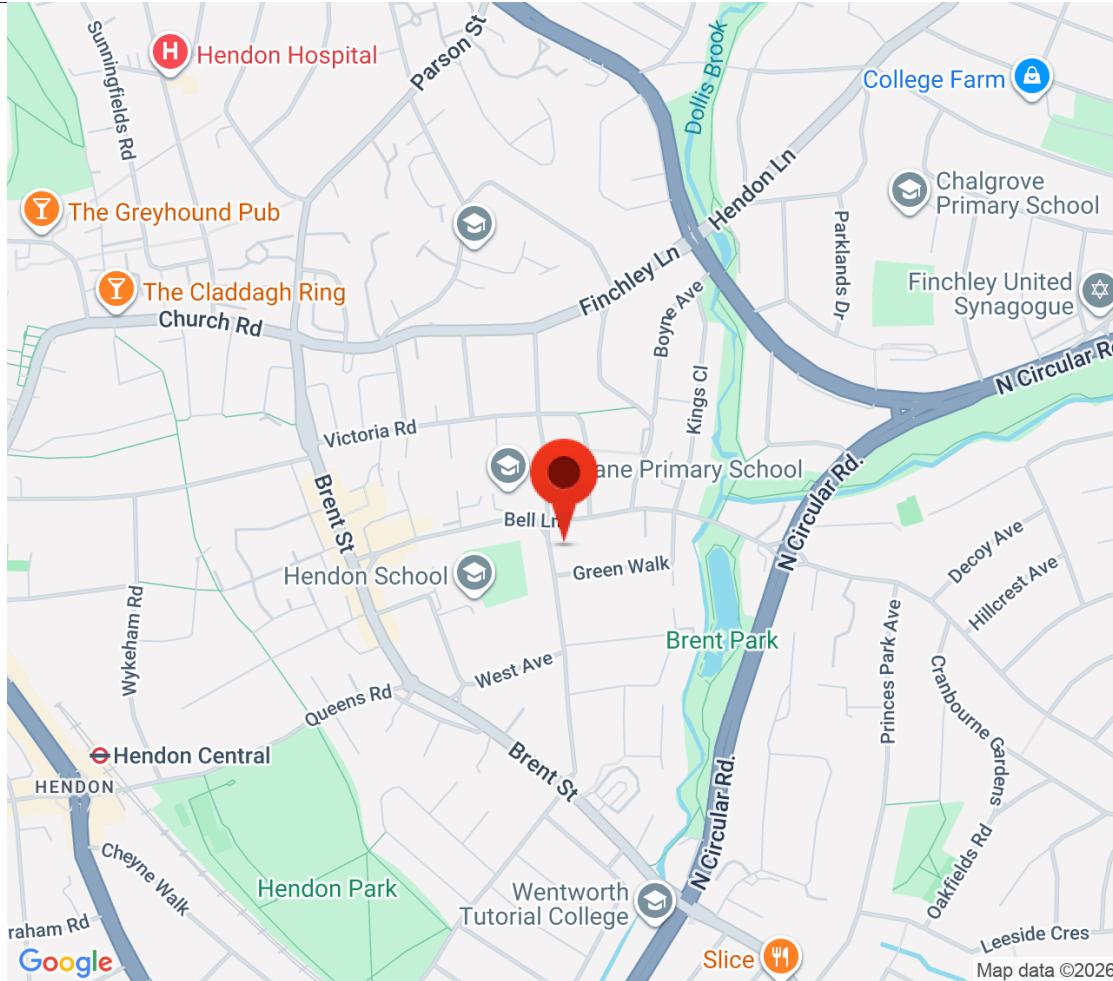 Sunningfields Rd
Hendon Hospital
Parson St
Dollis Brook
College Farm
Hendon Ln
Chalgrove
Primary School
The Greyhound Pub
Parklands Dr
Finchley Ln
Finchley United
Synagogue
The Claddagh Ring
Church Rd
Boyne Ave
N Circular
Kings Cl
Victoria Rd
Primary School
Brent St
Bell Ln
N Circular Rd.
Green Walk
Hendon School
Decoy Ave
Hillcrest Ave
Wykeham Rd
Brent Park
Princes Park Ave
West Ave
Cranbourne Gardens
Queens Rd
Hendon Central
HENDON
Brent St
N Circular Rd.
Cheyne Walk
Hendon Park
Wentworth
Tutorial College
Oakfields Rd
raham Rd
Leeside Cres
Slice
Google
Map data ©2026